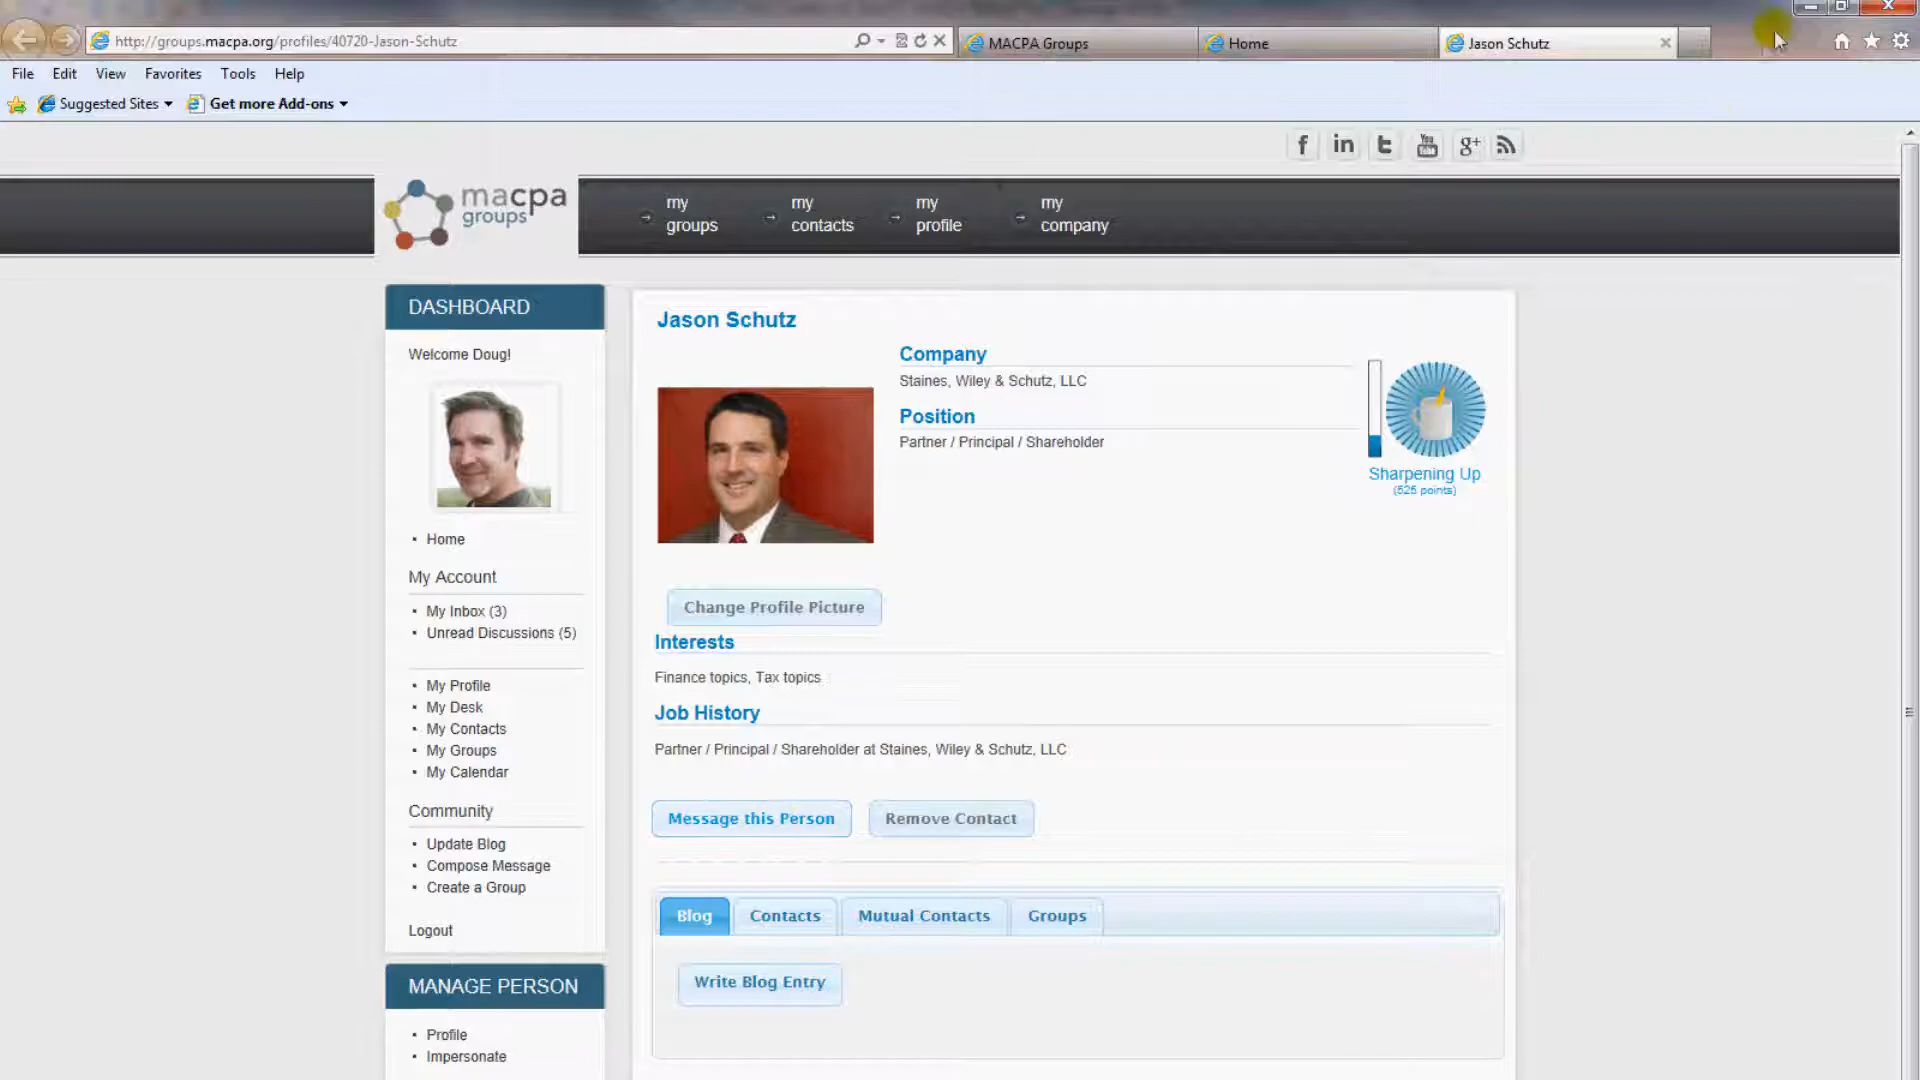 http://groups.macpa.org/profiles/40720-Jason-Schutz
MACPA Groups
Home
Jason Schutz
File Edit View Favorites Tools Help
Suggested Sites
Get more Add-ons
f in t You Tube g+
macpa
groups
my groups
my contacts
my profile
my company
DASHBOARD
Welcome Doug!
Home
My Account
My Inbox (3)
Unread Discussions (5)
My Profile
My Desk
My Contacts
My Groups
My Calendar
Community
Update Blog
Compose Message
Create a Group
Logout
MANAGE PERSON
Profile
Impersonate
Jason Schutz
Company
Staines, Wiley & Schutz, LLC
Position
Partner / Principal / Shareholder
Sharpening Up
(525 points)
Change Profile Picture
Interests
Finance topics, Tax topics
Job History
Partner / Principal / Shareholder at Staines, Wiley & Schutz, LLC
Message this Person
Remove Contact
Blog Contacts Mutual Contacts Groups
Write Blog Entry